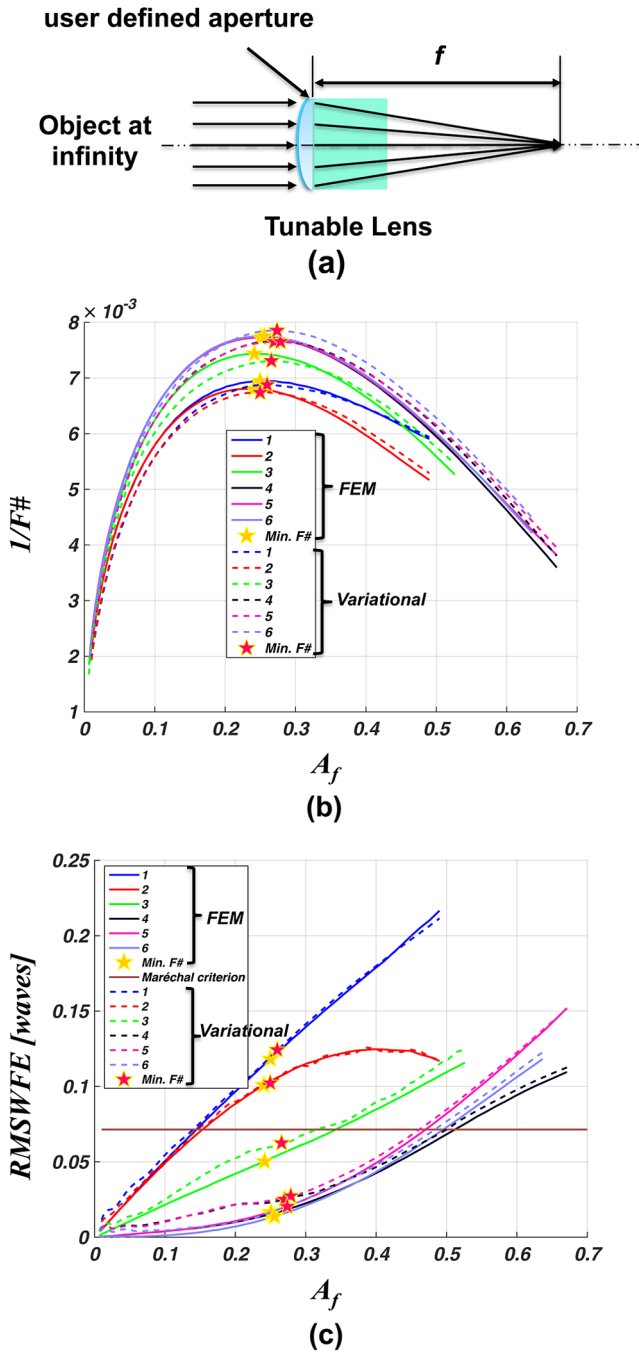 user defined aperture
f
Object at
infinity
Tunable Lens
(a)
× 10⁻³
8
7
6
5
4
3
2
1
1/F#
1
2
3
4
5
6
Min. F#
FEM
1
2
3
4
5
6
Min. F#
Variational
0
0.1
0.2
0.3
0.4
0.5
0.6
0.7
A_f
(b)
0.25
0.2
0.15
0.1
0.05
0
RMSWFE [waves]
1
2
3
4
5
6
Min. F#
FEM
Maréchal criterion
1
2
3
4
5
6
Min. F#
Variational
0
0.1
0.2
0.3
0.4
0.5
0.6
0.7
A_f
(c)